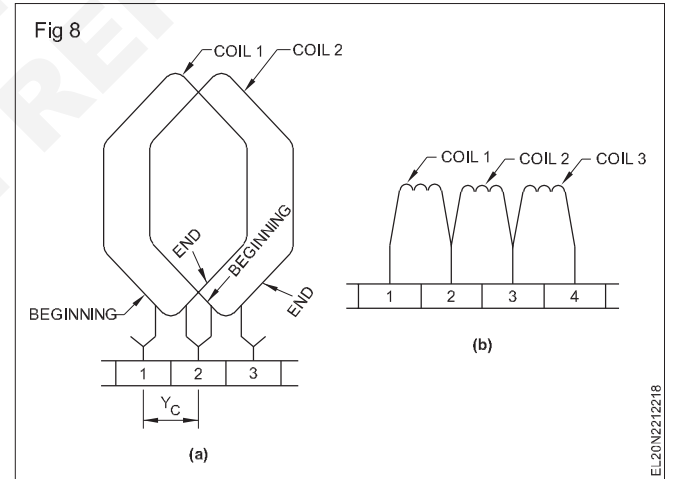 Fig 8
COIL 1
COIL 2
END
BEGINNING
END
BEGINNING
1 2 3
Y_C
(a)
COIL 1
COIL 2
COIL 3
1 2 3 4
(b)
EL20N2212218